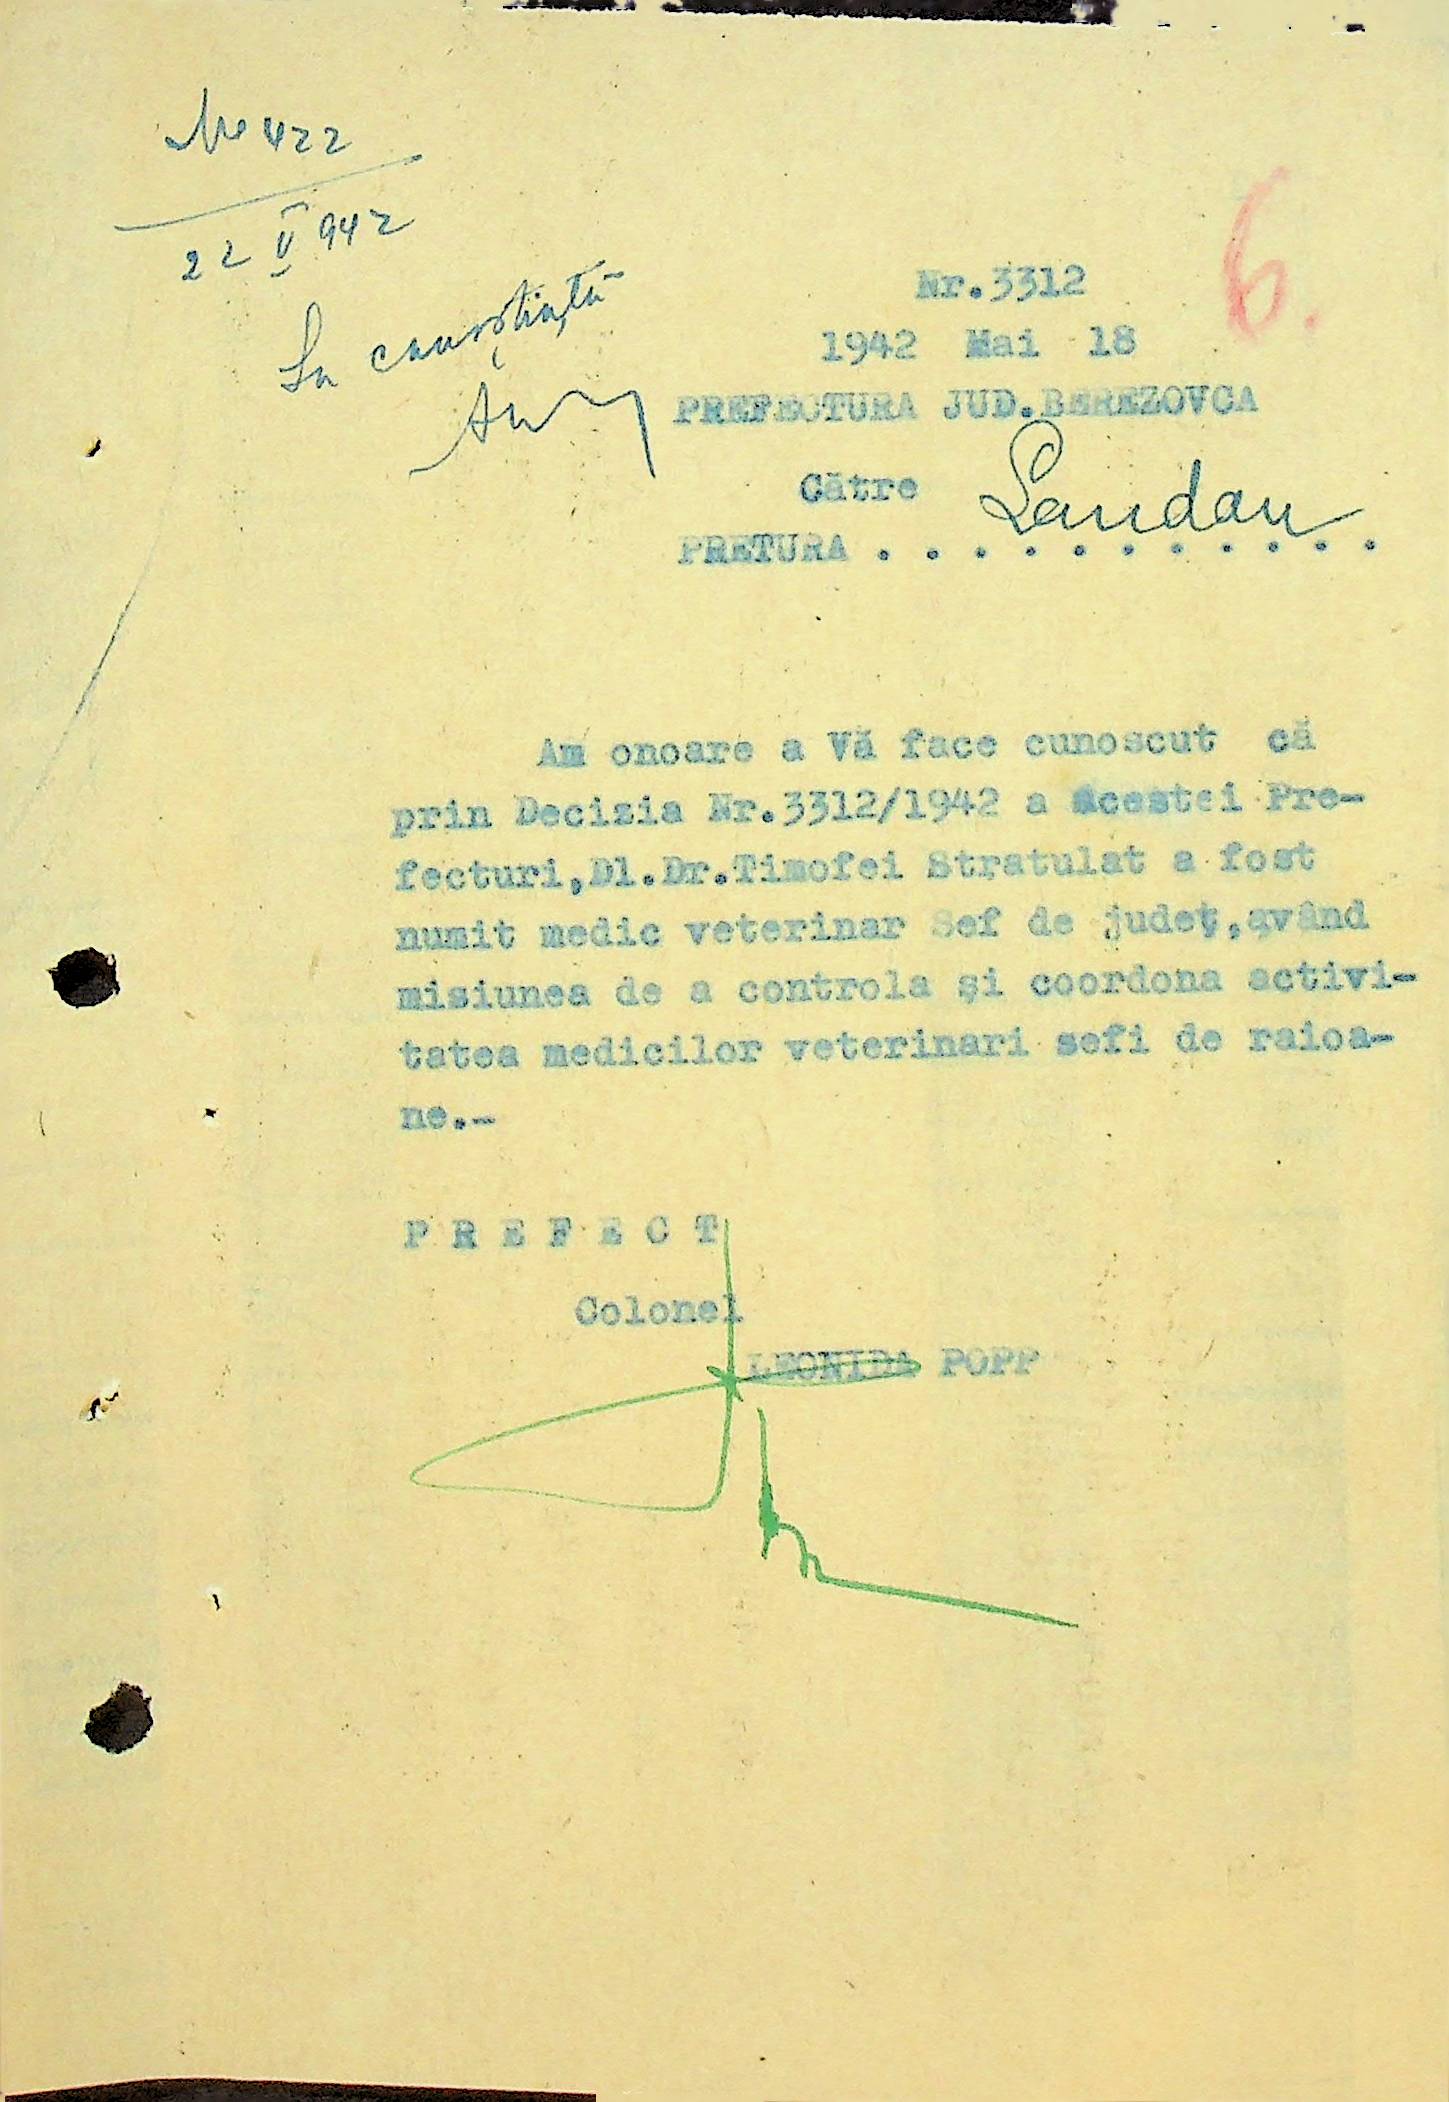 Nr 422
22 V 942
La cunoştinţă
6.
Nr.3312
1942 Mai 18
PREFECTURA JUD.BEREZOVCA
Către Landau
PRETURA . . . . . . . . . . .
Am onoare a Vă face cunoscut că
prin Decizia Nr.3312/1942 a acestei Pre-
fecturi,Dl.Dr.Timofei Stratulat a fost
numit medic veterinar Sef de judeţ,având
misiunea de a controla şi coordona activi-
tatea medicilor veterinari sefi de raioa-
ne.-
P R E F E C T
Colonel
LEONIDA POPP